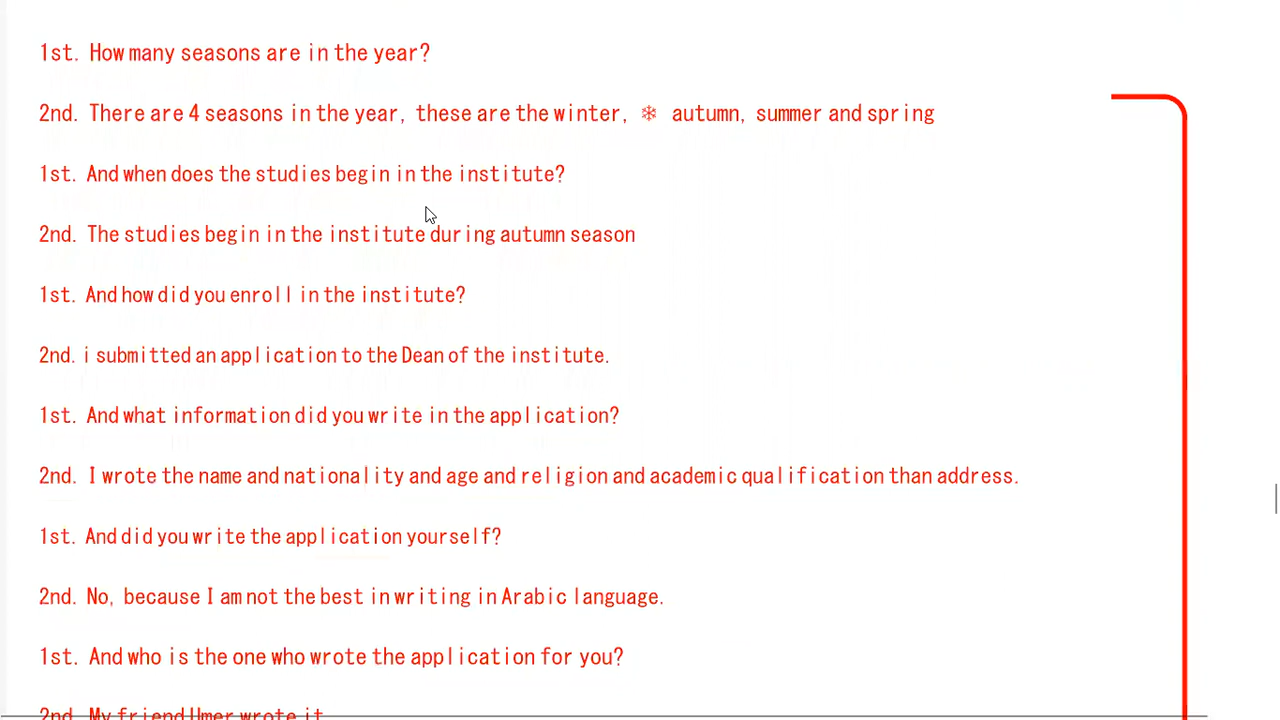 1st. How many seasons are in the year?
2nd. There are 4 seasons in the year, these are the winter, ❄ autumn, summer and spring
1st. And when does the studies begin in the institute?
2nd. The studies begin in the institute during autumn season
1st. And how did you enroll in the institute?
2nd. i submitted an application to the Dean of the institute.
1st. And what information did you write in the application?
2nd. I wrote the name and nationality and age and religion and academic qualification than address.
1st. And did you write the application yourself?
2nd. No, because I am not the best in writing in Arabic language.
1st. And who is the one who wrote the application for you?
2nd. My friend Umer wrote it